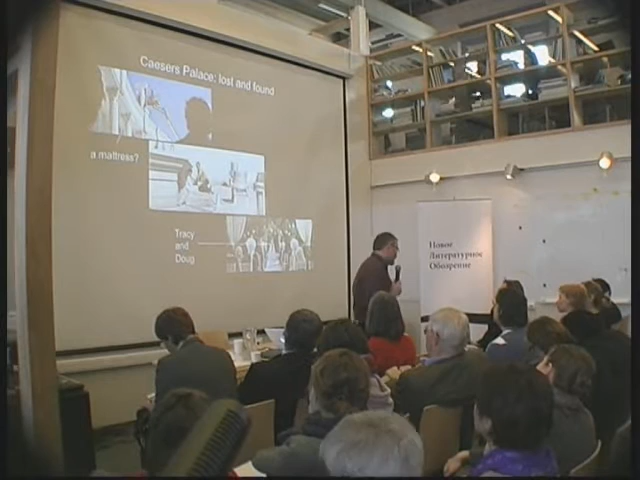 Caesers Palace: lost and found
a mattress?
Tracy
and
Doug
Новое
Литературное
Обозрение